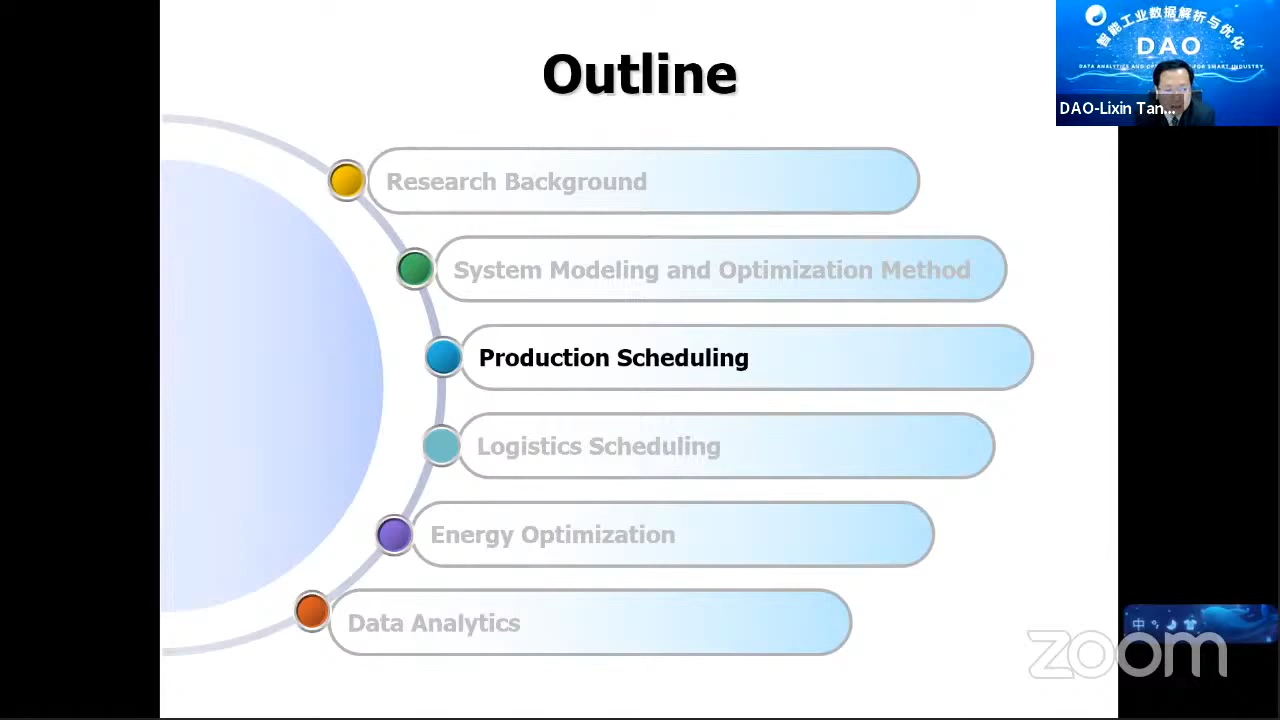 Outline
Research Background
System Modeling and Optimization Method
Production Scheduling
Logistics Scheduling
Energy Optimization
Data Analytics
智能工业数据解析与优化
DAO
DATA ANALYTICS AND FOR SMART INDUSTRY
DAO-Lixin Tan...
中
zoom